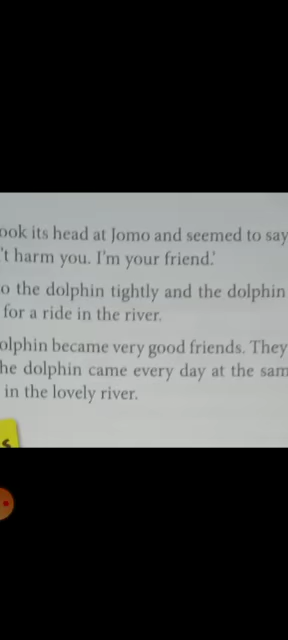 ook its head at Jomo and seemed to say
't harm you. I'm your friend.'
o the dolphin tightly and the dolphin
for a ride in the river.
olphin became very good friends. They
he dolphin came every day at the sam
in the lovely river.
s